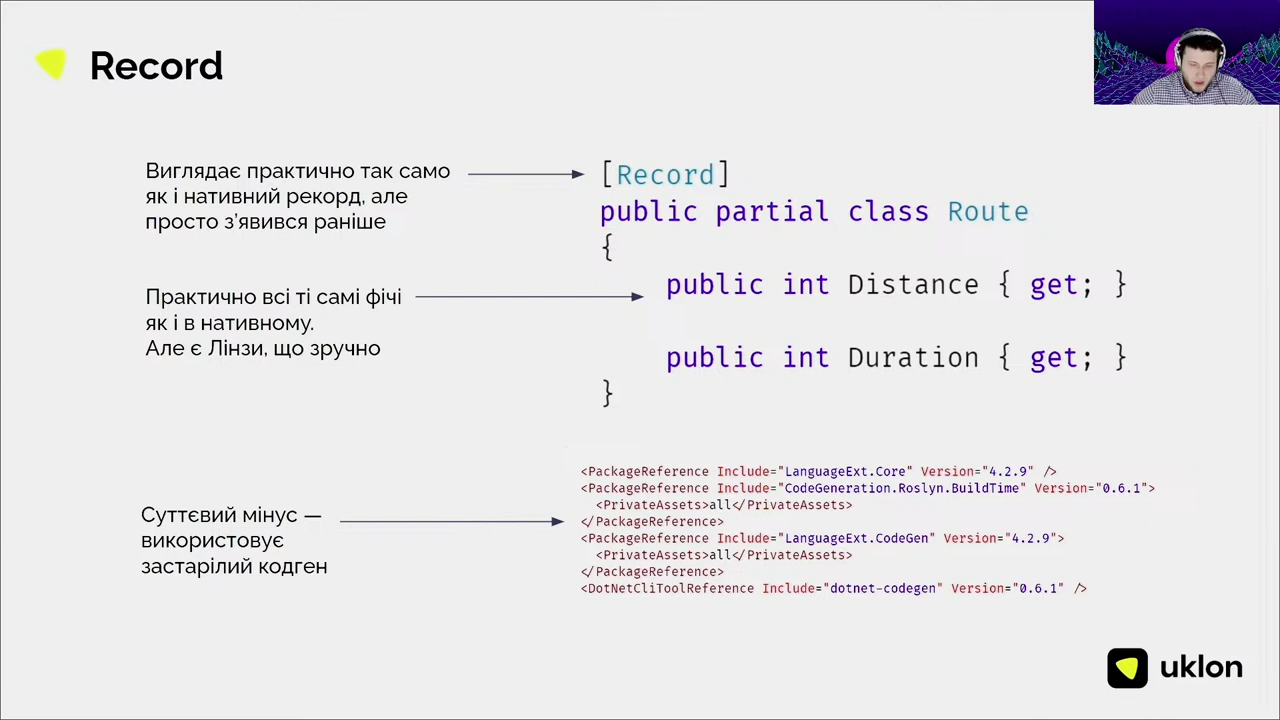 Record
Виглядає практично так само
як і нативний рекорд, але
просто з’явився раніше
[Record]
public partial class Route
{
public int Distance { get; }
public int Duration { get; }
}
Практично всі ті самі фічі
як і в нативному.
Але є Лінзи, що зручно
Суттєвий мінус —
використовує
застарілий кодген
<PackageReference Include="LanguageExt.Core" Version="4.2.9" />
<PackageReference Include="CodeGeneration.Roslyn.BuildTime" Version="0.6.1">
<PrivateAssets>all</PrivateAssets>
</PackageReference>
<PackageReference Include="LanguageExt.CodeGen" Version="4.2.9">
<PrivateAssets>all</PrivateAssets>
</PackageReference>
<DotNetCliToolReference Include="dotnet-codegen" Version="0.6.1" />
uklon